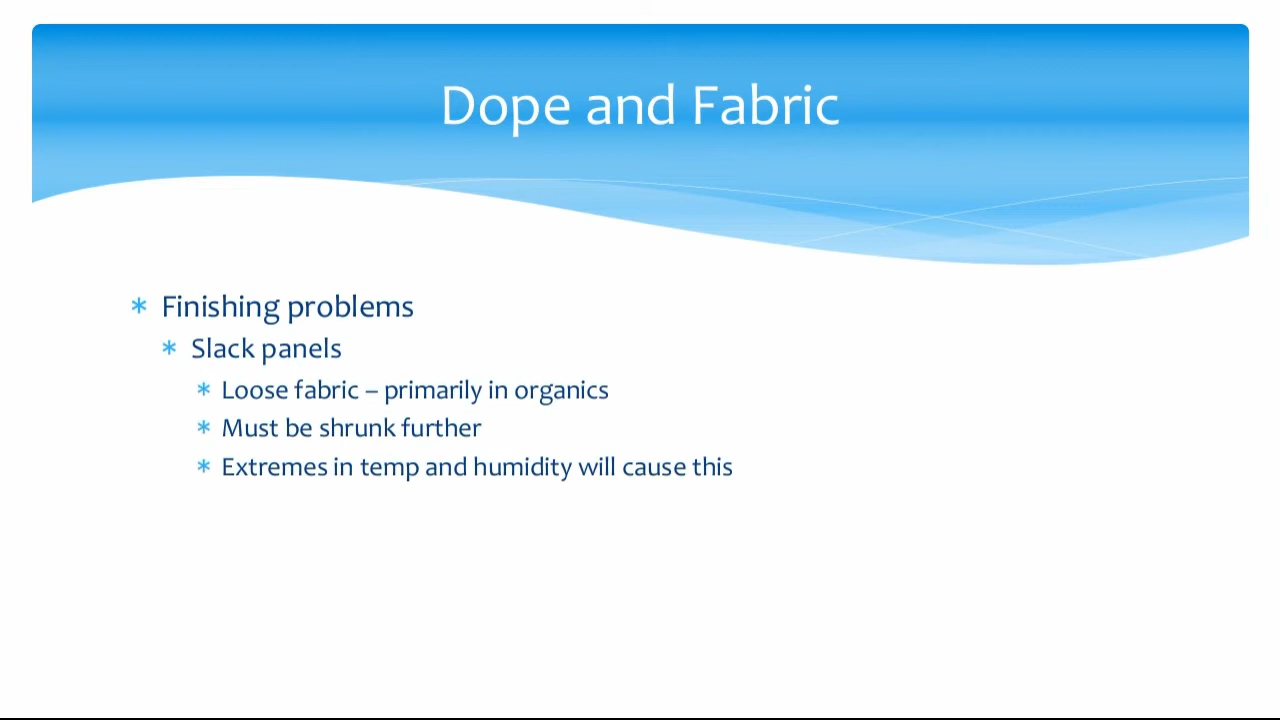 Dope and Fabric
* Finishing problems
* Slack panels
* Loose fabric – primarily in organics
* Must be shrunk further
* Extremes in temp and humidity will cause this